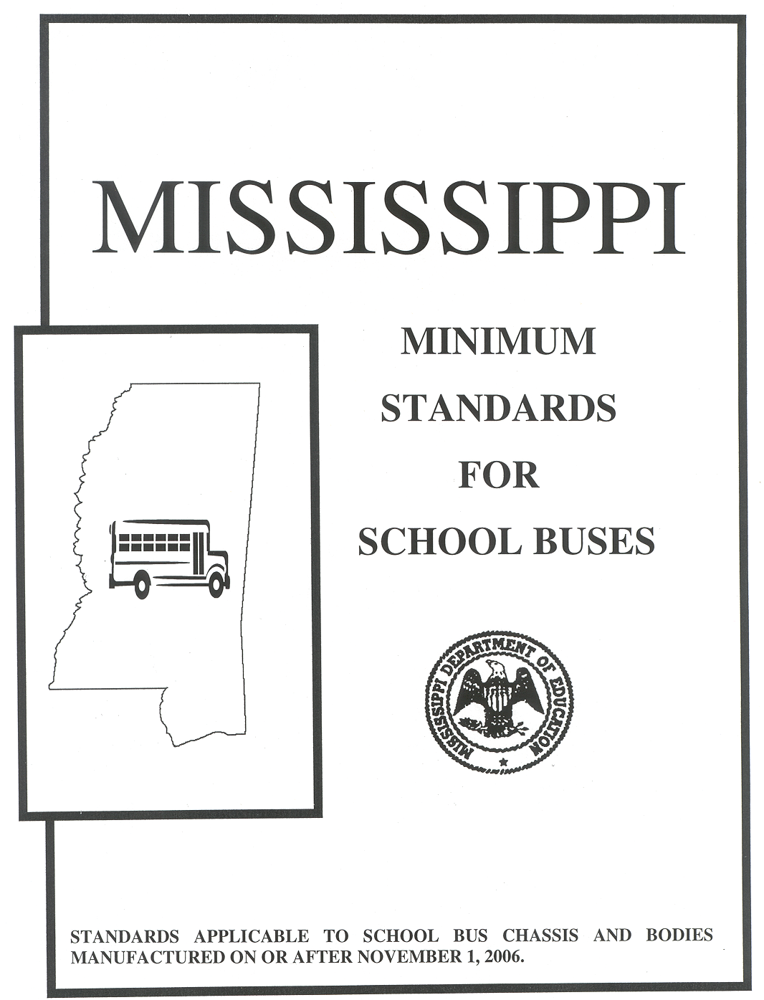 MISSISSIPPI
MINIMUM
STANDARDS
FOR
SCHOOL BUSES
MISSISSIPPI DEPARTMENT OF EDUCATION
STANDARDS APPLICABLE TO SCHOOL BUS CHASSIS AND BODIES
MANUFACTURED ON OR AFTER NOVEMBER 1, 2006.